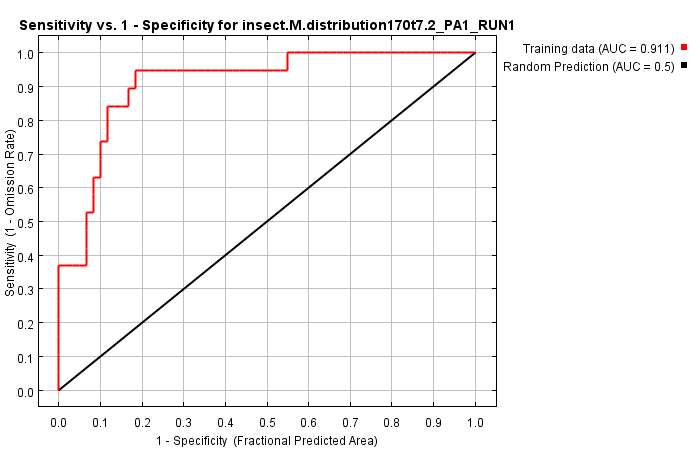 Sensitivity vs. 1 - Specificity for insect.M.distribution170t7.2_PA1_RUN1
Training data (AUC = 0.911)
Random Prediction (AUC = 0.5)
Sensitivity (1 - Omission Rate)
1.0
0.9
0.8
0.7
0.6
0.5
0.4
0.3
0.2
0.1
0.0
0.0 0.1 0.2 0.3 0.4 0.5 0.6 0.7 0.8 0.9 1.0
1 - Specificity (Fractional Predicted Area)